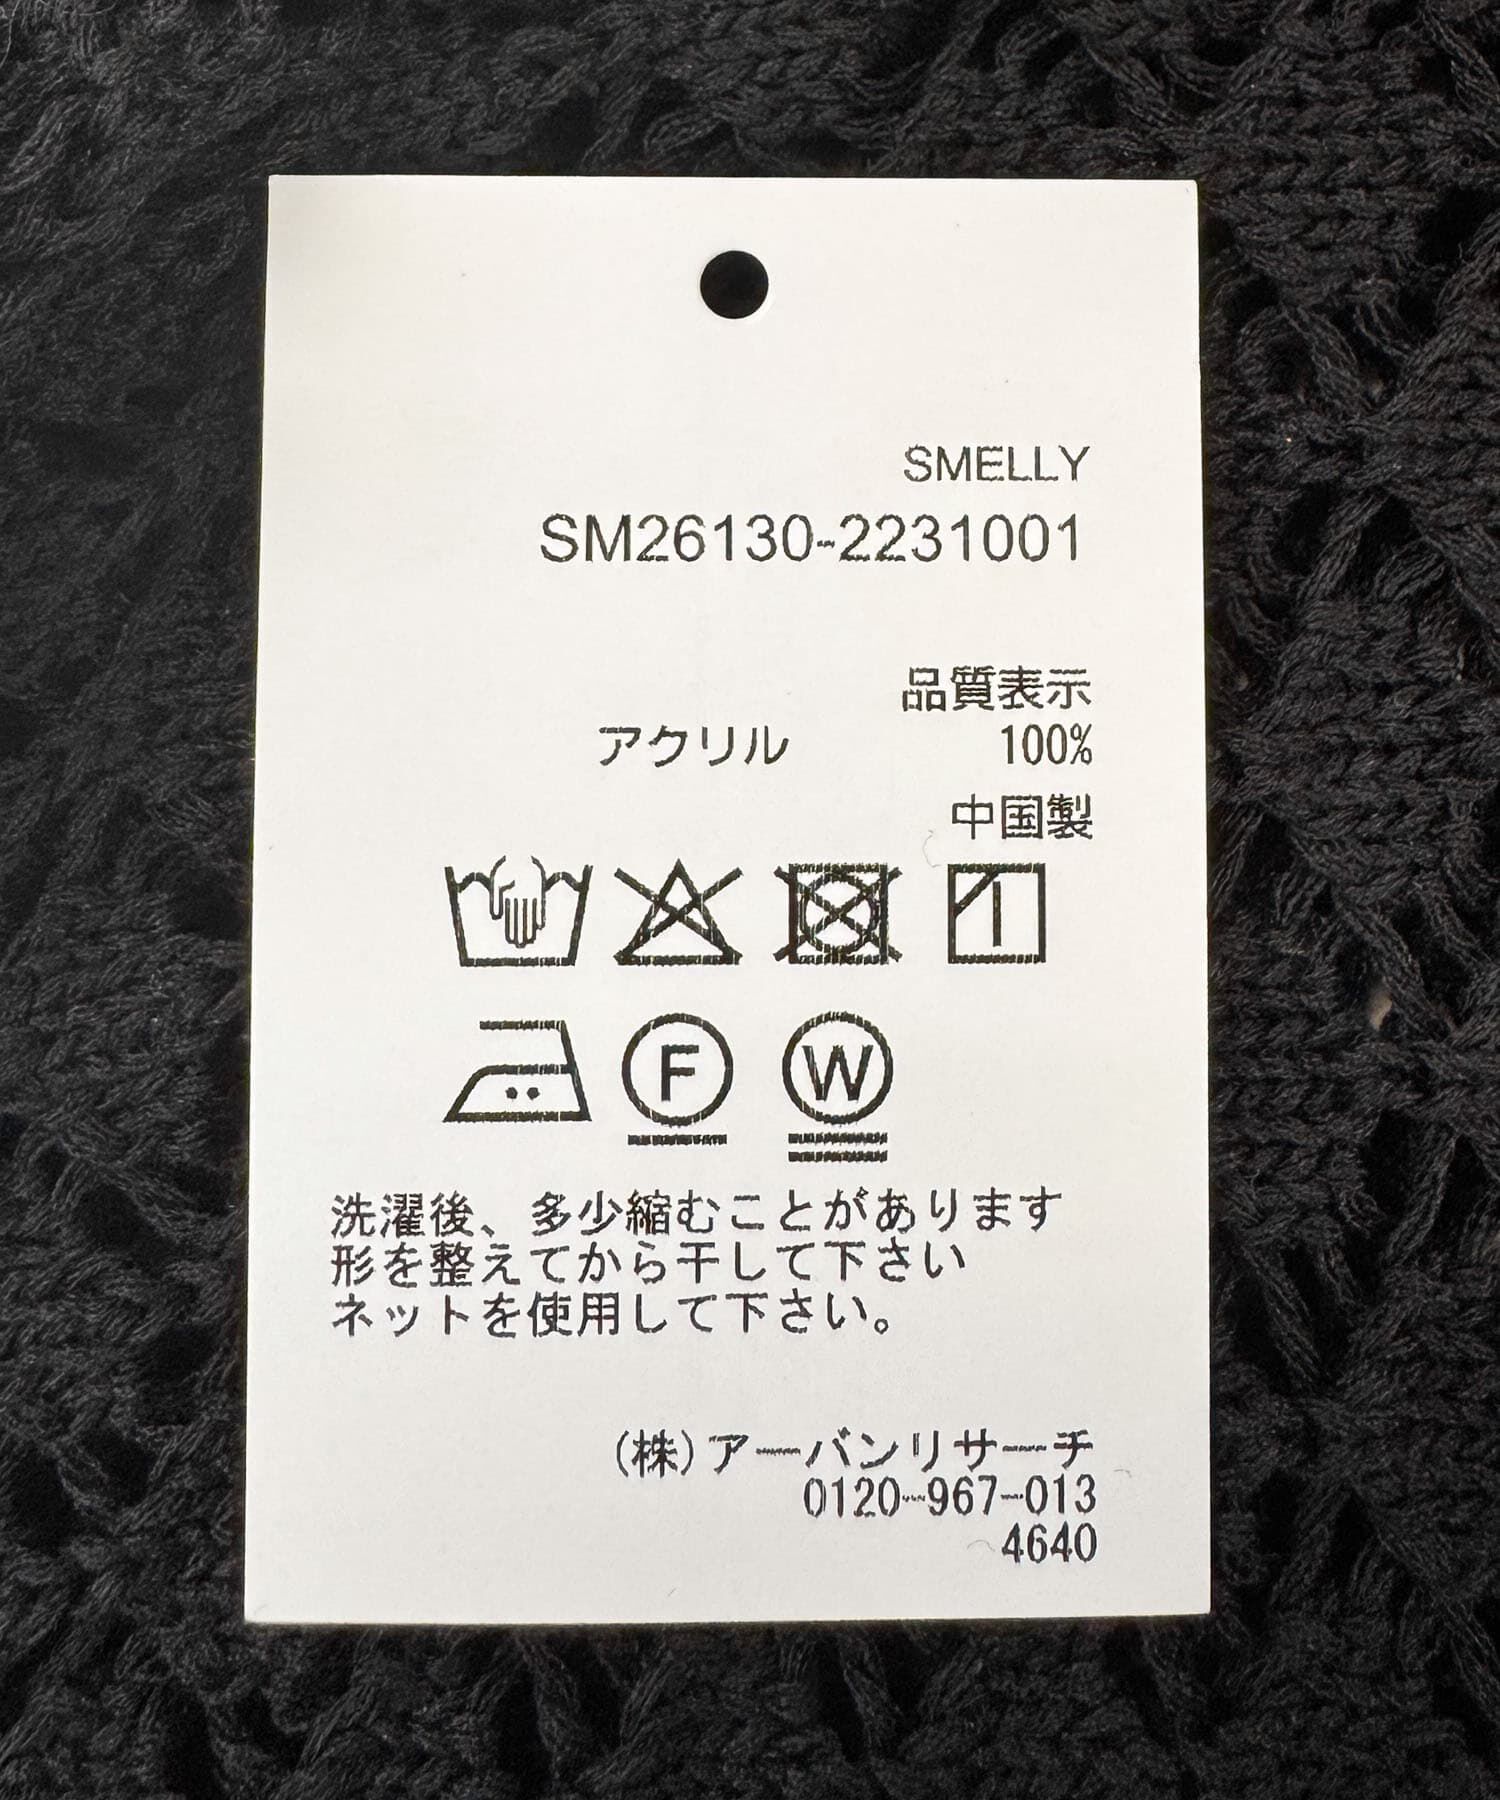 SMELLY
SM26130-2231001
品質表示
アクリル 100%
中国製
F W
洗濯後、多少縮むことがあります
形を整えてから干して下さい
ネットを使用して下さい。
(株)アーバンリサーチ
0120-967-013
4640